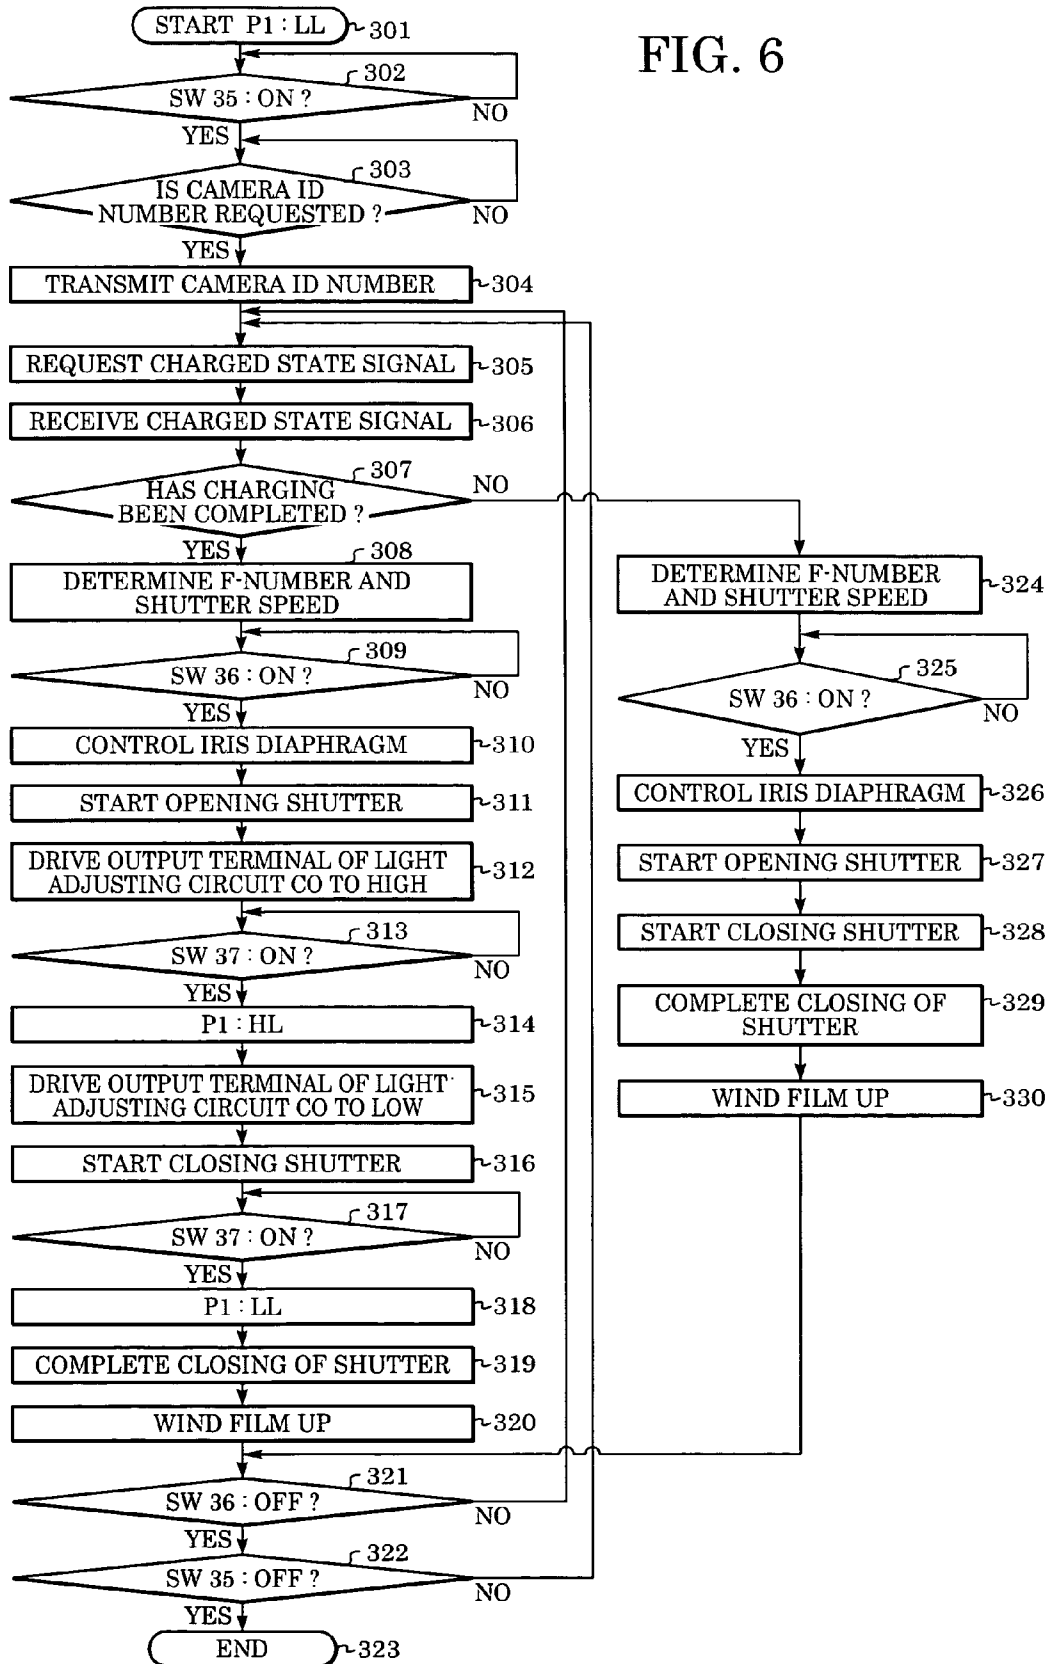 FIG. 6
START P1 : LL
301
302
SW 35 : ON ?
NO
YES
303
IS CAMERA ID
NUMBER REQUESTED ?
NO
YES
TRANSMIT CAMERA ID NUMBER
304
REQUEST CHARGED STATE SIGNAL
305
RECEIVE CHARGED STATE SIGNAL
306
307
HAS CHARGING
BEEN COMPLETED ?
NO
YES
308
DETERMINE F-NUMBER AND
SHUTTER SPEED
309
SW 36 : ON ?
NO
YES
CONTROL IRIS DIAPHRAGM
310
START OPENING SHUTTER
311
DRIVE OUTPUT TERMINAL OF LIGHT
ADJUSTING CIRCUIT CO TO HIGH
312
313
SW 37 : ON ?
NO
YES
P1 : HL
314
DRIVE OUTPUT TERMINAL OF LIGHT
ADJUSTING CIRCUIT CO TO LOW
315
START CLOSING SHUTTER
316
317
SW 37 : ON ?
NO
YES
P1 : LL
318
COMPLETE CLOSING OF SHUTTER
319
WIND FILM UP
320
321
SW 36 : OFF ?
NO
YES
322
SW 35 : OFF ?
NO
YES
END
323
DETERMINE F-NUMBER
AND SHUTTER SPEED
324
325
SW 36 : ON ?
NO
YES
CONTROL IRIS DIAPHRAGM
326
START OPENING SHUTTER
327
START CLOSING SHUTTER
328
COMPLETE CLOSING OF
SHUTTER
329
WIND FILM UP
330